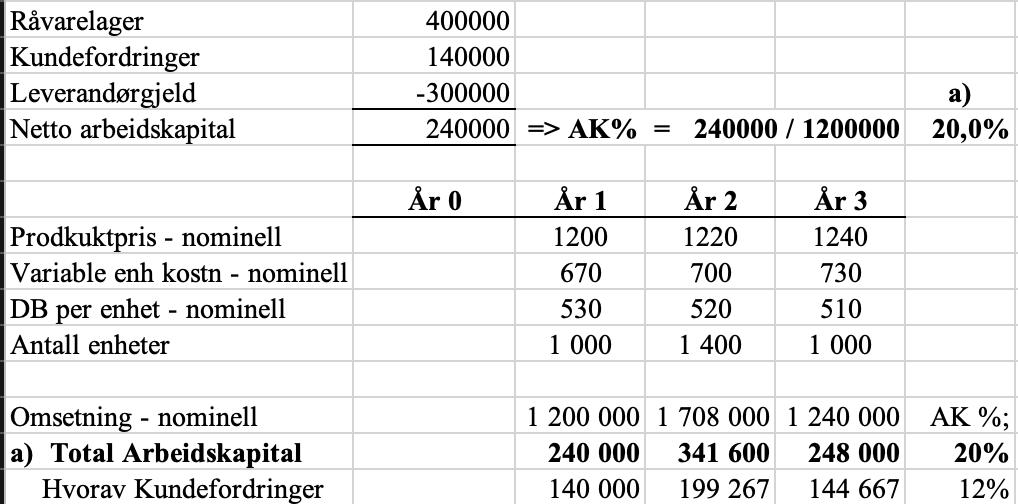 Råvarelager 400000
Kundefordringer 140000
Leverandørgjeld -300000 a)
Netto arbeidskapital 240000 => AK% = 240000 / 1200000 20,0%
År 0 År 1 År 2 År 3
Prodkuktpris - nominell 1200 1220 1240
Variable enh kostn - nominell 670 700 730
DB per enhet - nominell 530 520 510
Antall enheter 1 000 1 400 1 000
Omsetning - nominell 1 200 000 1 708 000 1 240 000 AK %;
a) Total Arbeidskapital 240 000 341 600 248 000 20%
Hvorav Kundefordringer 140 000 199 267 144 667 12%